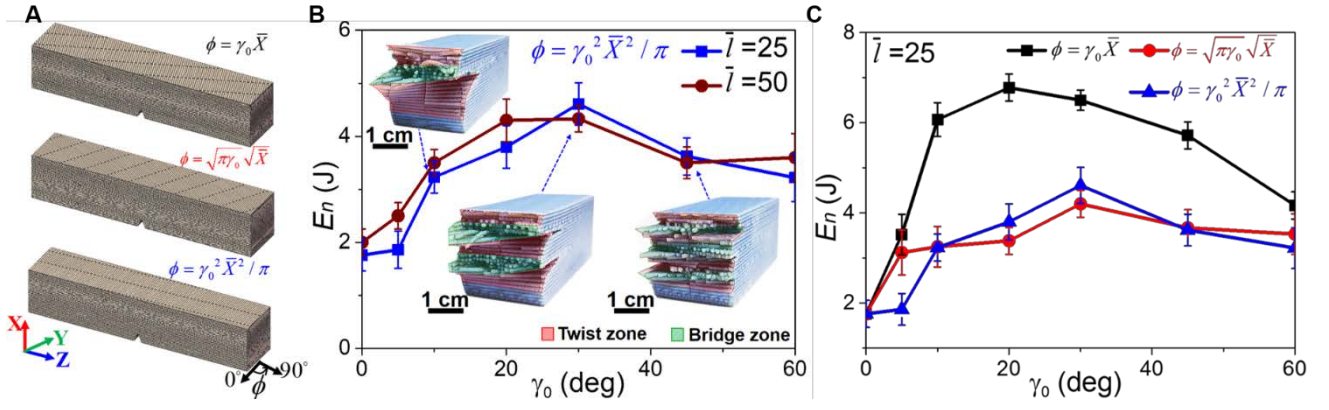 A
ϕ = γ₀X̄
ϕ = √(πγ₀)√X̄
ϕ = γ₀²X̄² / π
X
Y
Z
0°
90°
ϕ
B
6
4
2
0
Eₙ (J)
ϕ = γ₀²X̄² / π
l̄ = 25
l̄ = 50
1 cm
1 cm
1 cm
Twist zone
Bridge zone
0
20
40
60
γ₀ (deg)
C
8
6
4
2
Eₙ (J)
l̄ = 25
ϕ = γ₀X̄
ϕ = √(πγ₀)√X̄
ϕ = γ₀²X̄² / π
0
20
40
60
γ₀ (deg)